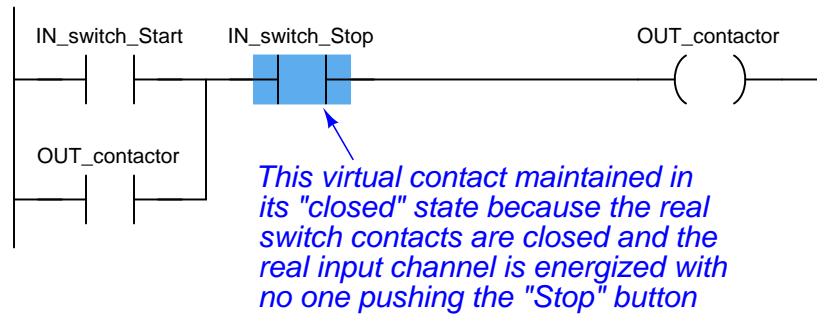 IN_switch_Start IN_switch_Stop OUT_contactor
OUT_contactor
This virtual contact maintained in
its "closed" state because the real
switch contacts are closed and the
real input channel is energized with
no one pushing the "Stop" button